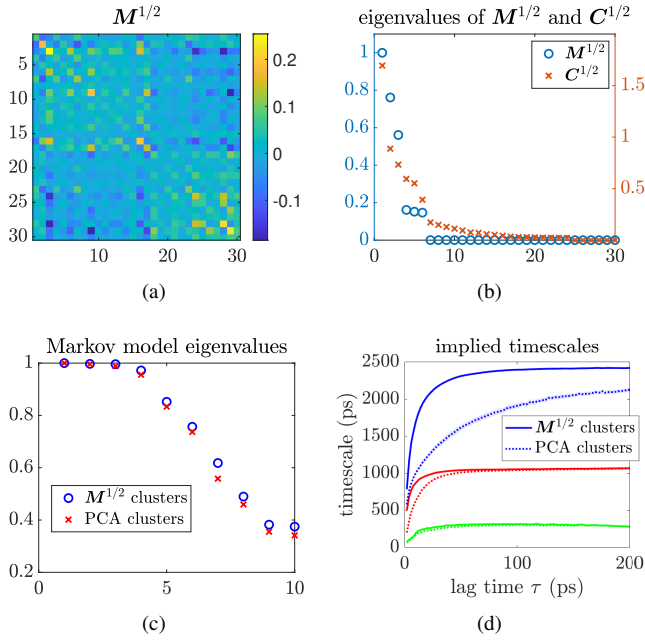 M^{1/2}
5
10
15
20
25
30
10
20
30
0.2
0.1
0
-0.1
(a)
eigenvalues of M^{1/2} and C^{1/2}
1
0.8
0.6
0.4
0.2
0
0
10
20
30
1.5
1
0.5
M^{1/2}
C^{1/2}
(b)
Markov model eigenvalues
1
0.8
0.6
0.4
0.2
0
5
10
M^{1/2} clusters
PCA clusters
(c)
implied timescales
timescale (ps)
2500
2000
1500
1000
500
0
0
100
200
lag time τ (ps)
M^{1/2} clusters
PCA clusters
(d)